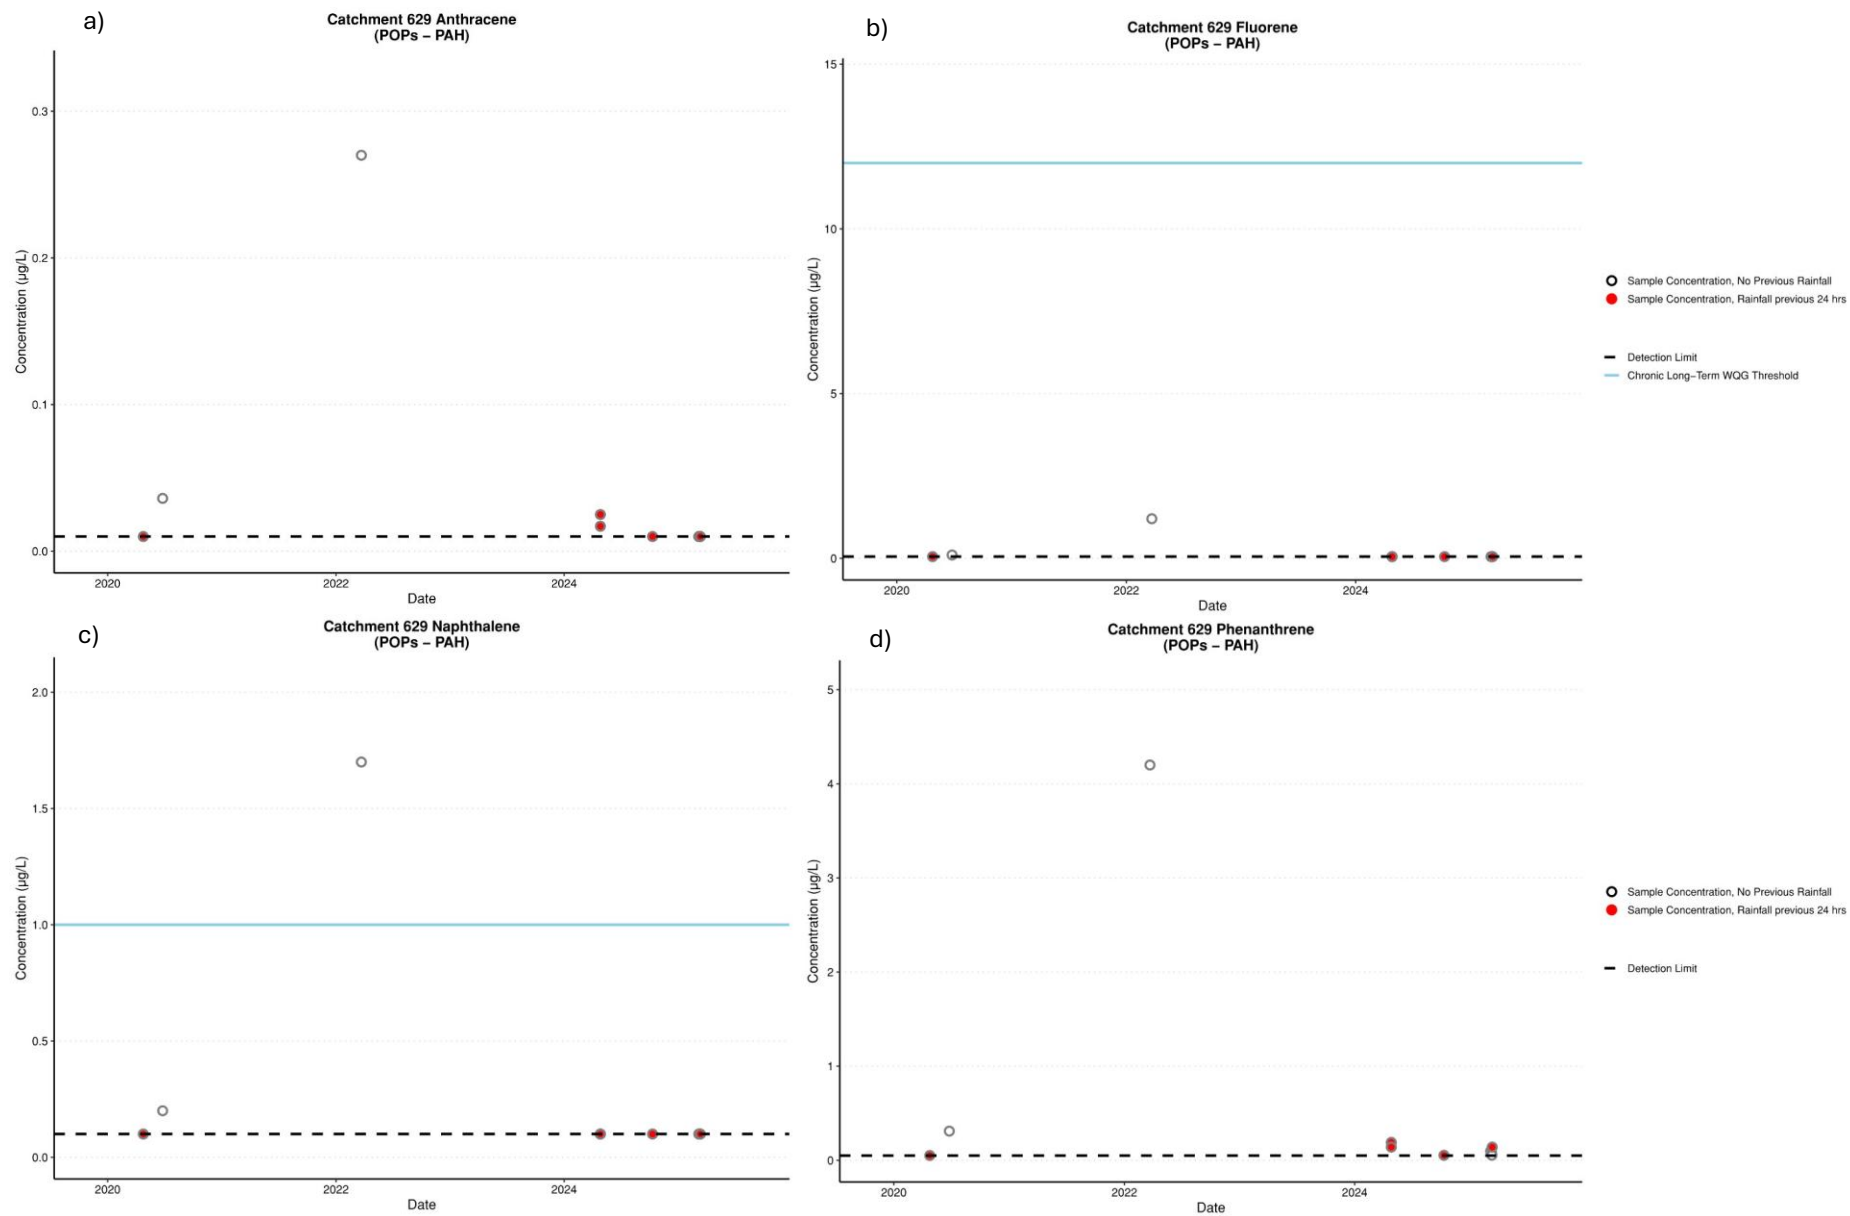 a)
Catchment 629 Anthracene
(POPs – PAH)
0.3
0.2
0.1
0.0
Concentration (µg/L)
2020
2022
2024
Date
b)
Catchment 629 Fluorene
(POPs – PAH)
15
10
5
0
Concentration (µg/L)
2020
2022
2024
Date
Sample Concentration, No Previous Rainfall
Sample Concentration, Rainfall previous 24 hrs
Detection Limit
Chronic Long–Term WQG Threshold
c)
Catchment 629 Naphthalene
(POPs – PAH)
2.0
1.5
1.0
0.5
0.0
Concentration (µg/L)
2020
2022
2024
Date
d)
Catchment 629 Phenanthrene
(POPs – PAH)
5
4
3
2
1
0
Concentration (µg/L)
2020
2022
2024
Date
Sample Concentration, No Previous Rainfall
Sample Concentration, Rainfall previous 24 hrs
Detection Limit